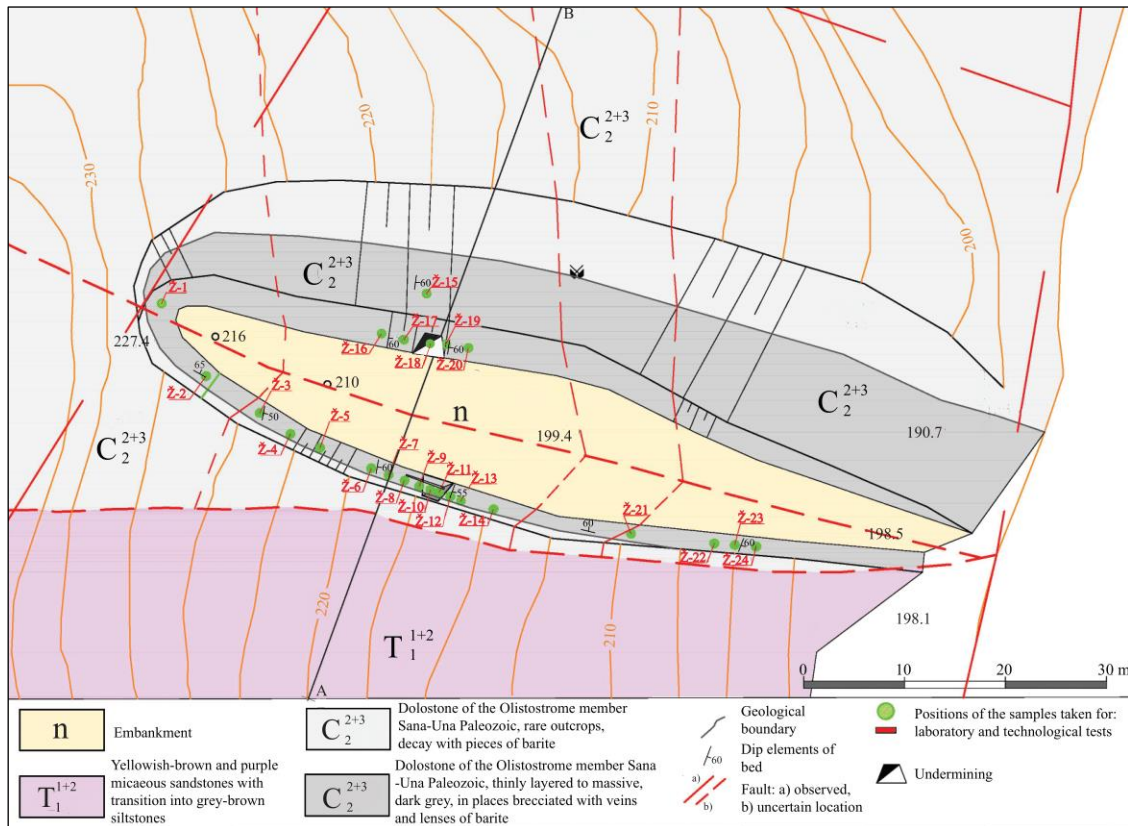 B
220
C 2+3 2
210
230
200
C 2+3 2
60
Ž-15
Ž-1
Ž-17
Ž-19
227.4
216
Ž-16
60
60
Ž-18
Ž-20
65
210
C 2+3 2
Ž-2
Ž-3
50
n
199.4
190.7
Ž-5
Ž-4
C 2+3 2
Ž-7
Ž-9
60
Ž-11
Ž-6
Ž-13
55
Ž-8
Ž-10
Ž-12
Ž-14
Ž-21
60
Ž-23
198.5
60
Ž-22
Ž-24
198.1
220
T 1+2 1
210
A
0 10 20 30 m
n
Embankment
T 1+2 1
Yellowish-brown and purple
micaeous sandstones with
transition into grey-brown
siltstones
C 2+3 2
Dolostone of the Olistostrome member
Sana-Una Paleozic, rare outcrops,
decay with pieces of barite
C 2+3 2
Dolostone of the Olistostrome member Sana
-Una Paleozic, thinly layered to massive,
dark grey, in places brecciated with veins
and lenses of barite
Geological
boundary
60
Dip elements of
bed
a)
b)
Fault: a) observed,
b) uncertain location
Positions of the samples taken for:
laboratory and technological tests
Undermining